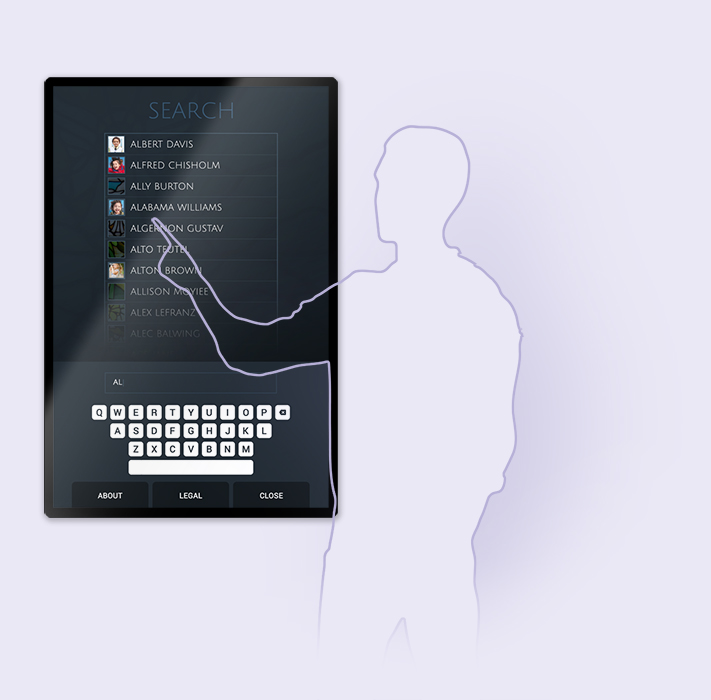 SEARCH
ALBERT DAVIS
ALFRED CHISHOLM
ALLY BURTON
ALABAMA WILLIAMS
ALGERNON GUSTAV
ALTO TEUTEL
ALTON BROWN
ALLISON MOYIEE
ALEX LEFRANZ
ALEC BALWING
AL
Q W E R T Y U I O P
A S D F G H J K L
Z X C V B N M
ABOUT LEGAL CLOSE